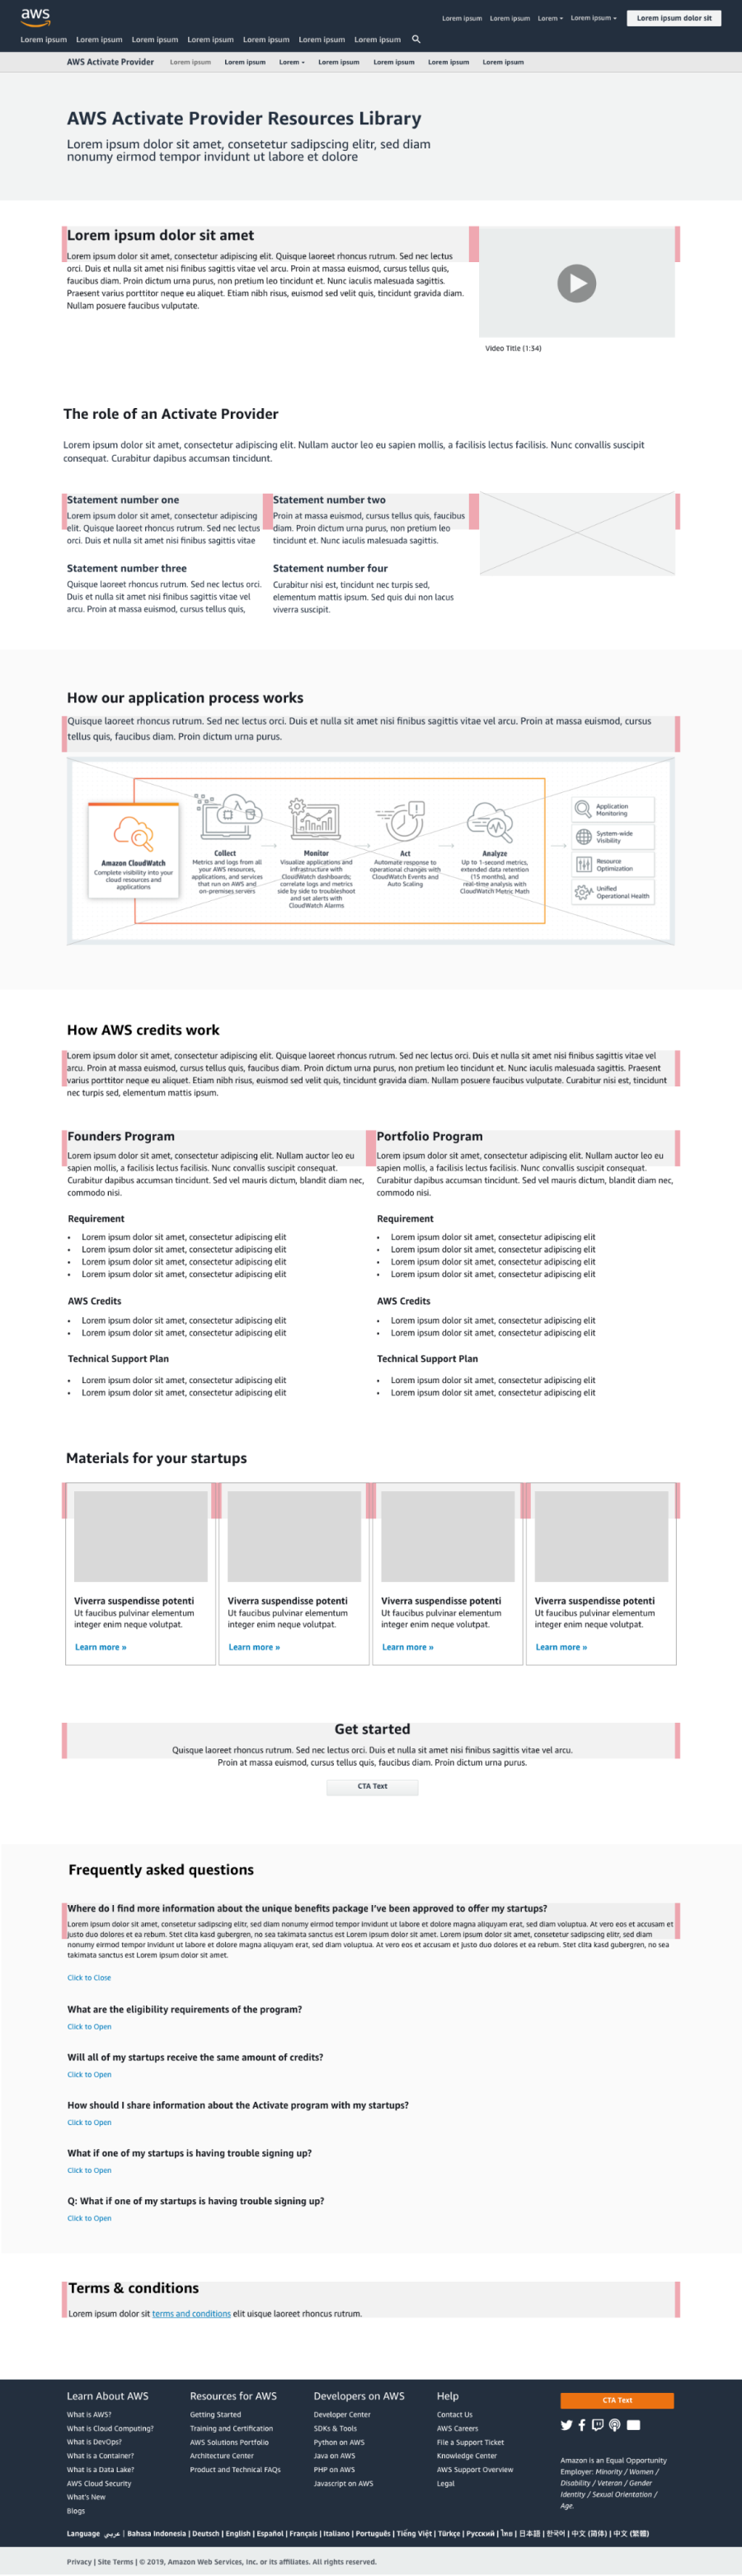 aws
Lorem ipsum Lorem ipsum Lorem Lorem ipsum Lorem ipsum dolor sit
Lorem ipsum Lorem ipsum Lorem ipsum Lorem ipsum Lorem ipsum Lorem ipsum Lorem ipsum
AWS Activate Provider Lorem ipsum Lorem ipsum Lorem Lorem ipsum Lorem ipsum Lorem ipsum Lorem ipsum
AWS Activate Provider Resources Library
Lorem ipsum dolor sit amet, consetetur sadipscing elitr, sed diam
nonumy eirmod tempor invidunt ut labore et dolore
Lorem ipsum dolor sit amet
Lorem ipsum dolor sit amet, consectetur adipiscing elit. Quisque laoreet rhoncus rutrum. Sed nec lectus
orci. Duis et nulla sit amet nisi finibus sagittis vitae vel arcu. Proin at massa euismod, cursus tellus quis,
faucibus diam. Proin dictum urna purus, non pretium leo tincidunt et. Nunc iaculis malesuada sagittis.
Praesent varius porttitor neque eu aliquet. Etiam nibh risus, euismod sed velit quis, tincidunt gravida diam.
Nullam posuere faucibus vulputate.
Video Title (1:34)
The role of an Activate Provider
Lorem ipsum dolor sit amet, consectetur adipiscing elit. Nullam auctor leo eu sapien mollis, a facilisis lectus facilisis. Nunc convallis suscipit
consequat. Curabitur dapibus accumsan tincidunt.
Statement number one
Lorem ipsum dolor sit amet, consectetur adipiscing
elit. Quisque laoreet rhoncus rutrum. Sed nec lectus
orci. Duis et nulla sit amet nisi finibus sagittis vitae
Statement number two
Proin at massa euismod, cursus tellus quis, faucibus
diam. Proin dictum urna purus, non pretium leo
tincidunt et. Nunc iaculis malesuada sagittis.
Statement number three
Quisque laoreet rhoncus rutrum. Sed nec lectus orci.
Duis et nulla sit amet nisi finibus sagittis vitae vel
arcu. Proin at massa euismod, cursus tellus quis,
Statement number four
Curabitur nisi est, tincidunt nec turpis sed,
elementum mattis ipsum. Sed quis dui non lacus
viverra suscipit.
How our application process works
Quisque laoreet rhoncus rutrum. Sed nec lectus orci. Duis et nulla sit amet nisi finibus sagittis vitae vel arcu. Proin at massa euismod, cursus
tellus quis, faucibus diam. Proin dictum urna purus.
Amazon CloudWatch
Complete visibility into your
cloud resources and
applications
Collect
Metrics and logs from all
your AWS resources,
applications, and services
that run on AWS and
on-premises servers
Monitor
Visualize applications and
infrastructure with
CloudWatch dashboards;
correlate logs and metrics
side by side to troubleshoot
and set alerts with
CloudWatch Alarms
Act
Automate response to
operational changes with
CloudWatch Events and
Auto Scaling
Analyze
Up to 1-second metrics,
extended data retention
(15 months), and
real-time analysis with
CloudWatch Metric Math
Application
Monitoring
System-wide
Visibility
Resource
Optimization
Unified
Operational Health
How AWS credits work
Lorem ipsum dolor sit amet, consectetur adipiscing elit. Quisque laoreet rhoncus rutrum. Sed nec lectus orci. Duis et nulla sit amet nisi finibus sagittis vitae vel
arcu. Proin at massa euismod, cursus tellus quis, faucibus diam. Proin dictum urna purus, non pretium leo tincidunt et. Nunc iaculis malesuada sagittis. Praesent
varius porttitor neque eu aliquet. Etiam nibh risus, euismod sed velit quis, tincidunt gravida diam. Nullam posuere faucibus vulputate. Curabitur nisi est, tincidunt
nec turpis sed, elementum mattis ipsum.
Founders Program
Lorem ipsum dolor sit amet, consectetur adipiscing elit. Nullam auctor leo eu
sapien mollis, a facilisis lectus facilisis. Nunc convallis suscipit consequat.
Curabitur dapibus accumsan tincidunt. Sed vel mauris dictum, blandit diam nec,
commodo nisi.
Requirement
• Lorem ipsum dolor sit amet, consectetur adipiscing elit
• Lorem ipsum dolor sit amet, consectetur adipiscing elit
• Lorem ipsum dolor sit amet, consectetur adipiscing elit
• Lorem ipsum dolor sit amet, consectetur adipiscing elit
AWS Credits
• Lorem ipsum dolor sit amet, consectetur adipiscing elit
• Lorem ipsum dolor sit amet, consectetur adipiscing elit
Technical Support Plan
• Lorem ipsum dolor sit amet, consectetur adipiscing elit
• Lorem ipsum dolor sit amet, consectetur adipiscing elit
Portfolio Program
Lorem ipsum dolor sit amet, consectetur adipiscing elit. Nullam auctor leo eu
sapien mollis, a facilisis lectus facilisis. Nunc convallis suscipit consequat.
Curabitur dapibus accumsan tincidunt. Sed vel mauris dictum, blandit diam nec,
commodo nisi.
Requirement
• Lorem ipsum dolor sit amet, consectetur adipiscing elit
• Lorem ipsum dolor sit amet, consectetur adipiscing elit
• Lorem ipsum dolor sit amet, consectetur adipiscing elit
• Lorem ipsum dolor sit amet, consectetur adipiscing elit
AWS Credits
• Lorem ipsum dolor sit amet, consectetur adipiscing elit
• Lorem ipsum dolor sit amet, consectetur adipiscing elit
Technical Support Plan
• Lorem ipsum dolor sit amet, consectetur adipiscing elit
• Lorem ipsum dolor sit amet, consectetur adipiscing elit
Materials for your startups
Viverra suspendisse potenti
Ut faucibus pulvinar elementum
integer enim neque volutpat.
Learn more »
Viverra suspendisse potenti
Ut faucibus pulvinar elementum
integer enim neque volutpat.
Learn more »
Viverra suspendisse potenti
Ut faucibus pulvinar elementum
integer enim neque volutpat.
Learn more »
Viverra suspendisse potenti
Ut faucibus pulvinar elementum
integer enim neque volutpat.
Learn more »
Get started
Quisque laoreet rhoncus rutrum. Sed nec lectus orci. Duis et nulla sit amet nisi finibus sagittis vitae vel arcu.
Proin at massa euismod, cursus tellus quis, faucibus diam. Proin dictum urna purus.
CTA Text
Frequently asked questions
Where do I find more information about the unique benefits package I've been approved to offer my startups?
Lorem ipsum dolor sit amet, consetetur sadipscing elitr, sed diam nonumy eirmod tempor invidunt ut labore et dolore magna aliquyam erat, sed diam voluptua. At vero eos et accusam et
justo duo dolores et ea rebum. Stet clita kasd gubergren, no sea takimata sanctus est Lorem ipsum dolor sit amet. Lorem ipsum dolor sit amet, consetetur sadipscing elitr, sed diam
nonumy eirmod tempor invidunt ut labore et dolore magna aliquyam erat, sed diam voluptua. At vero eos et accusam et justo duo dolores et ea rebum. Stet clita kasd gubergren, no sea
takimata sanctus est Lorem ipsum dolor sit amet.
Click to Close
What are the eligibility requirements of the program?
Click to Open
Will all of my startups receive the same amount of credits?
Click to Open
How should I share information about the Activate program with my startups?
Click to Open
What if one of my startups is having trouble signing up?
Click to Open
Q: What if one of my startups is having trouble signing up?
Click to Open
Terms & conditions
Lorem ipsum dolor sit terms and conditions elit uisque laoreet rhoncus rutrum.
Learn About AWS
What is AWS?
What is Cloud Computing?
What is DevOps?
What is a Container?
What is a Data Lake?
AWS Cloud Security
What's New
Blogs
Resources for AWS
Getting Started
Training and Certification
AWS Solutions Portfolio
Architecture Center
Product and Technical FAQs
Developers on AWS
Developer Center
SDKs & Tools
Python on AWS
Java on AWS
PHP on AWS
Javascript on AWS
Help
Contact Us
AWS Careers
File a Support Ticket
Knowledge Center
AWS Support Overview
Legal
CTA Text
Amazon is an Equal Opportunity
Employer: Minority / Women /
Disability / Veteran / Gender
Identity / Sexual Orientation /
Age.
Language عربي | Bahasa Indonesia | Deutsch | English | Español | Français | Italiano | Português | Tiếng Việt | Türkçe | Русский | ไทย | 日本語 | 한국어 | 中文 (简体) | 中文 (繁體)
Privacy | Site Terms | © 2019, Amazon Web Services, Inc. or its affiliates. All rights reserved.